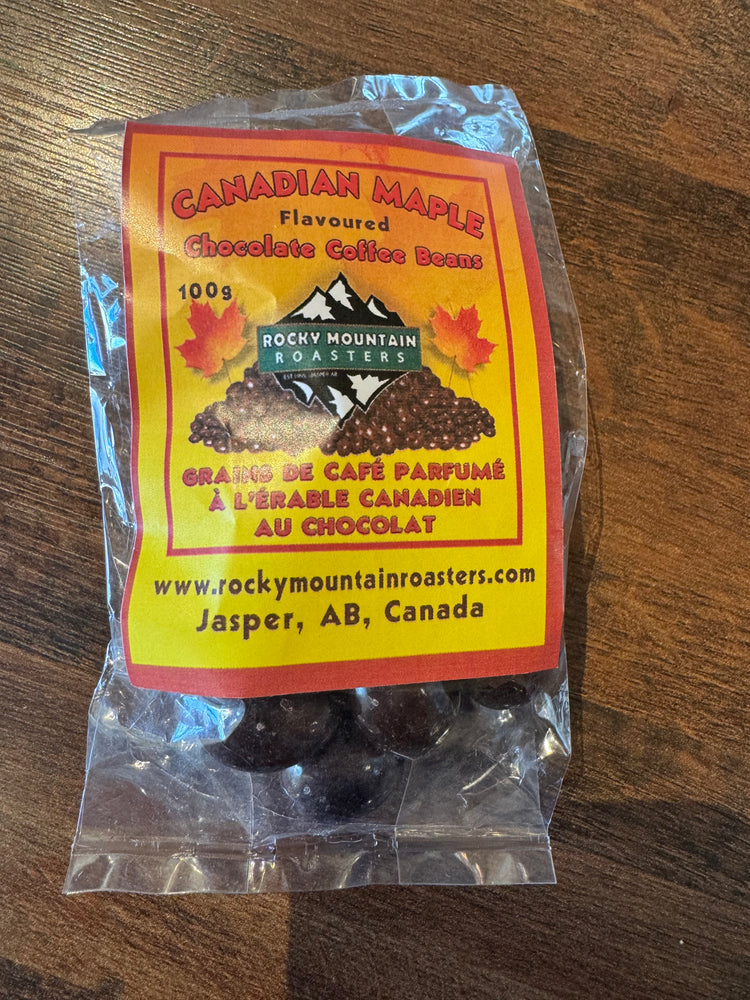 CANADIAN MAPLE
Flavoured
Chocolate Coffee Beans
100g
ROCKY MOUNTAIN
ROASTERS
GRAINS DE CAFÉ PARFUMÉ
À L'ÉRABLE CANADIEN
AU CHOCOLAT
www.rockymountainroasters.com
Jasper, AB, Canada